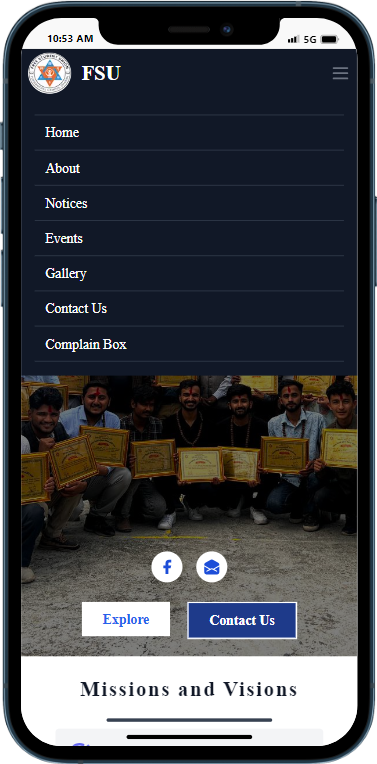 10:53 AM
5G
FSU
Home
About
Notices
Events
Gallery
Contact Us
Complain Box
Explore
Contact Us
Missions and Visions